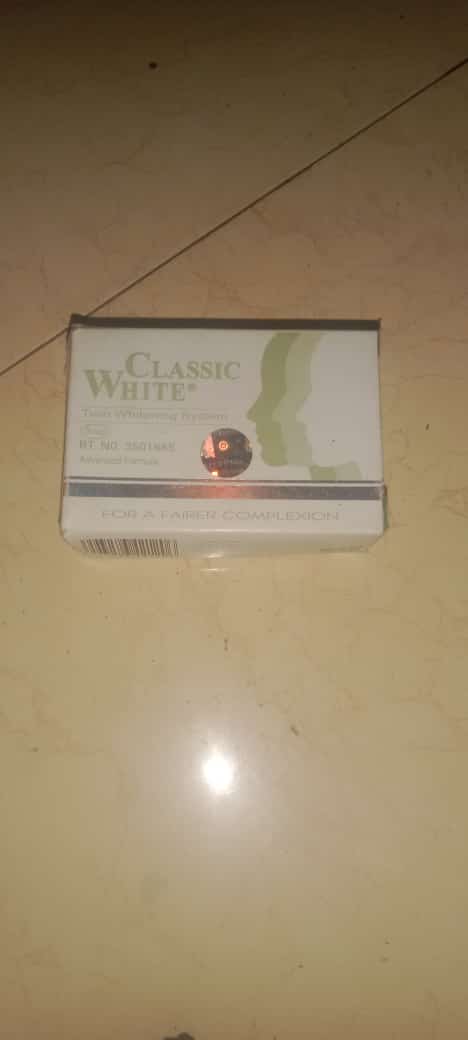 CLASSIC
WHITE®
Twin Whitening System
BT. NO.
Advanced Formula
FOR A FAIRER COMPLEXION